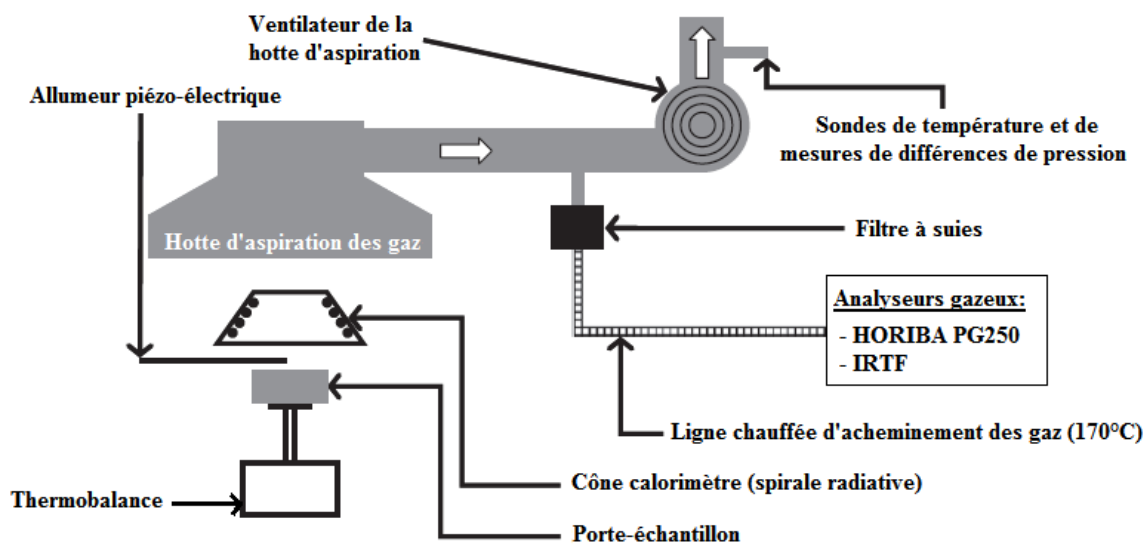 Ventilateur de la
hotte d'aspiration
Allumeur piézo-électrique
Sondes de température et de
mesures de différences de pression
Hotte d'aspiration des gaz
Filtre à suies
Analyseurs gazeux:
- HORIBA PG250
- IRTF
Ligne chauffée d'acheminement des gaz (170°C)
Cône calorimètre (spirale radiative)
Thermobalance
Porte-échantillon